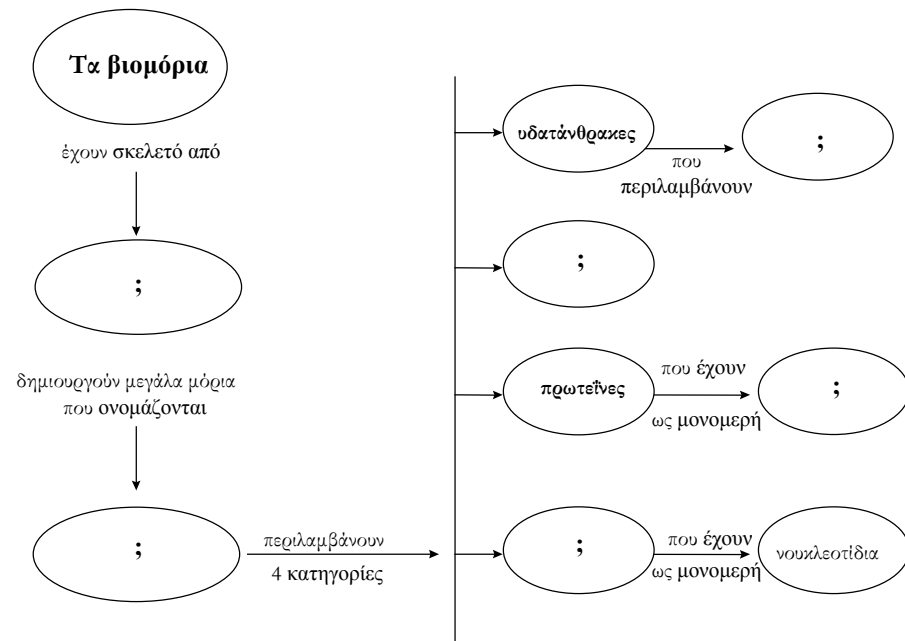 Τα βιομόρια
έχουν σκελετό από
;
δημιουργούν μεγάλα μόρια
που ονομάζονται
;
περιλαμβάνουν
4 κατηγορίες
υδατάνθρακες
που
περιλαμβάνουν
;
;
πρωτεΐνες
που έχουν
ως μονομερή
;
;
που έχουν
ως μονομερή
νουκλεοτίδια